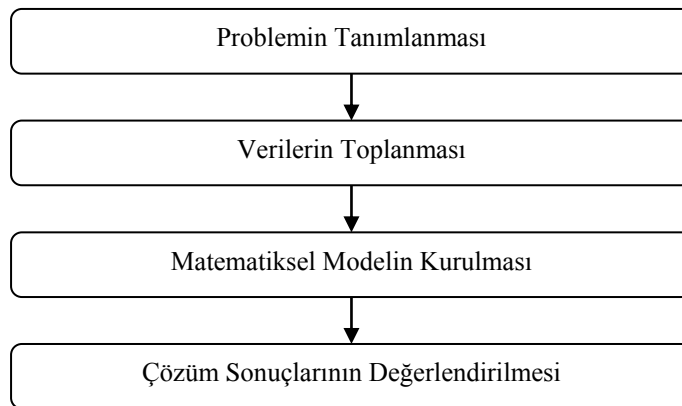 Problemin Tanımlanması
Verilerin Toplanması
Matematiksel Modelin Kurulması
Çözüm Sonuçlarının Değerlendirilmesi